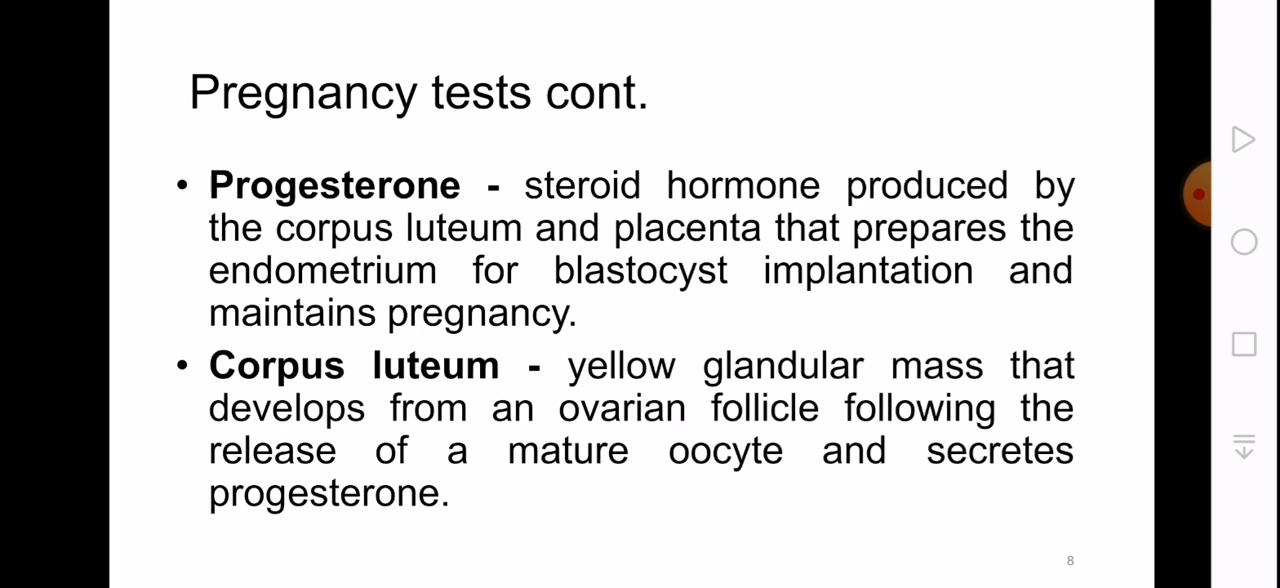 Pregnancy tests cont.
• Progesterone - steroid hormone produced by
the corpus luteum and placenta that prepares the
endometrium for blastocyst implantation and
maintains pregnancy.
• Corpus luteum - yellow glandular mass that
develops from an ovarian follicle following the
release of a mature oocyte and secretes
progesterone.
8